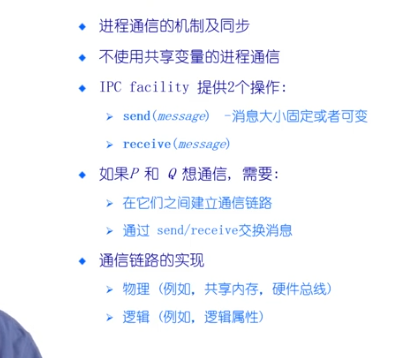 进程通信的机制及同步
不使用共享变量的进程通信
IPC facility 提供2个操作:
send(message) -消息大小固定或者可变
receive(message)
如果P 和 Q 想通信, 需要:
在它们之间建立通信链路
通过 send/receive交换消息
通信链路的实现
物理 (例如, 共享内存, 硬件总线)
逻辑 (例如, 逻辑属性)